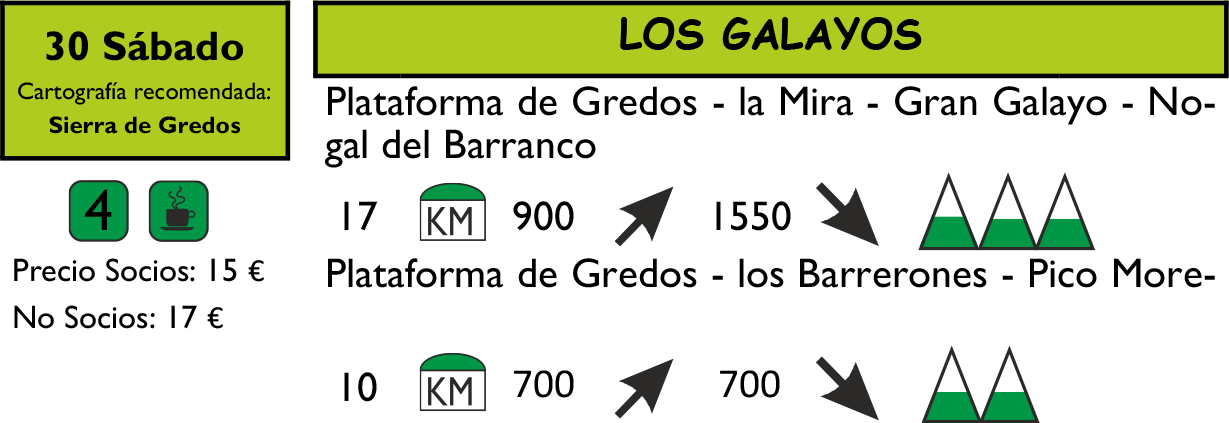 30 Sábado
Cartografía recomendada:
Sierra de Gredos
4
Precio Socios: 15 €
No Socios: 17 €
LOS GALAYOS
Plataforma de Gredos - la Mira - Gran Galayo - No-
gal del Barranco
17 KM 900 1550
Plataforma de Gredos - los Barrerones - Pico More-
10 KM 700 700